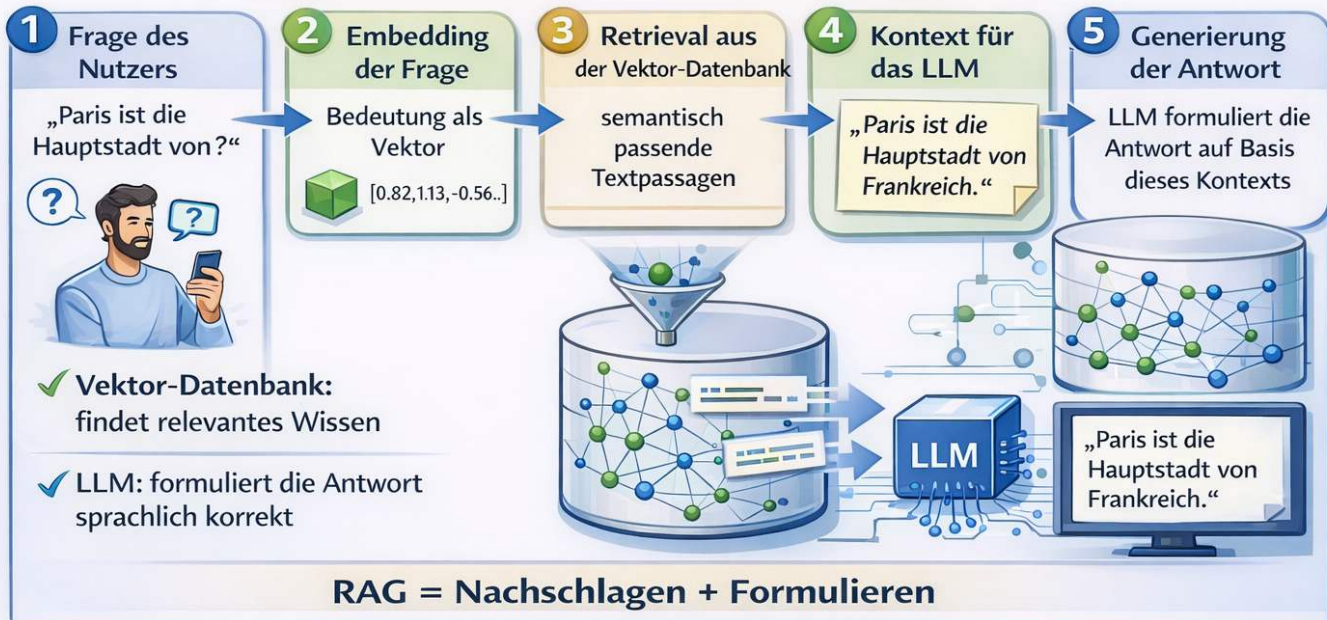 1
Frage des
Nutzers
„Paris ist die
Hauptstadt von?“
?
?
2
Embedding
der Frage
Bedeutung als
Vektor
[0.82,1.13,-0.56..]
3
Retrieval aus
der Vektor-Datenbank
semantisch
passende
Textpassagen
4
Kontext für
das LLM
„Paris ist die
Hauptstadt von
Frankreich.“
5
Generierung
der Antwort
LLM formuliert die
Antwort auf Basis
dieses Kontexts
Vektor-Datenbank:
findet relevantes Wissen
LLM: formuliert die Antwort
sprachlich korrekt
LLM
„Paris ist die
Hauptstadt von
Frankreich.“
RAG = Nachschlagen + Formulieren